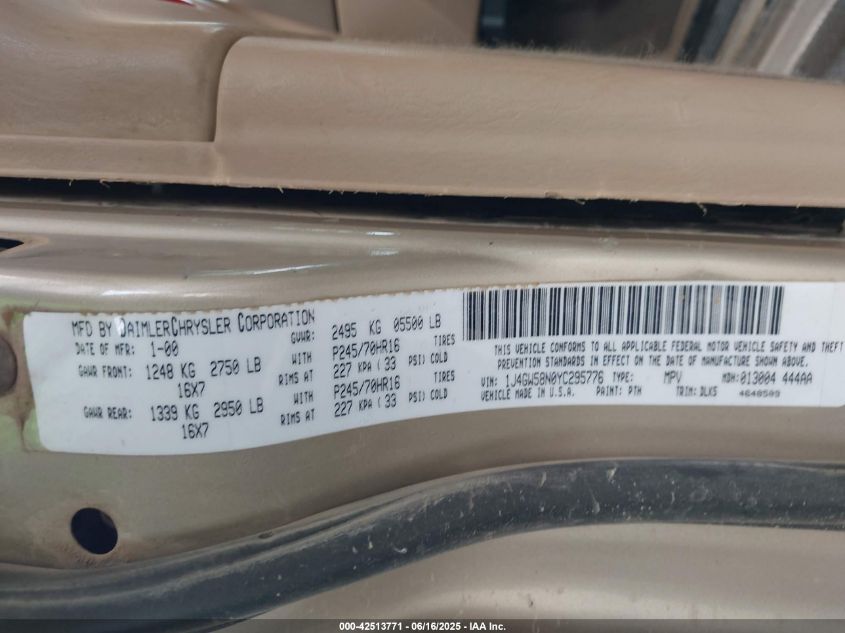 MFD BY DAIMLERCHRYSLER CORPORATION
DATE OF MFR: 1-00 GVWR: 2495 KG 05500 LB
GAWR FRONT: 1248 KG 2750 LB WITH P245/70HR16 TIRES
16X7 RIMS AT 227 KPA ( 33 PSI) COLD
GAWR REAR: 1339 KG 2950 LB WITH P245/70HR16 TIRES
16X7 RIMS AT 227 KPA ( 33 PSI) COLD
THIS VEHICLE CONFORMS TO ALL APPLICABLE FEDERAL MOTOR VEHICLE SAFETY AND THEFT
PREVENTION STANDARDS IN EFFECT ON THE DATE OF MANUFACTURE SHOWN ABOVE.
VIN: 1J4GW58N0YC295776 TYPE: MPV MDH: 013004 444AA
VEHICLE MADE IN U.S.A. PAINT: PTH TRIM: DLK5 4648509
000-42513771 - 06/16/2025 - IAA Inc.